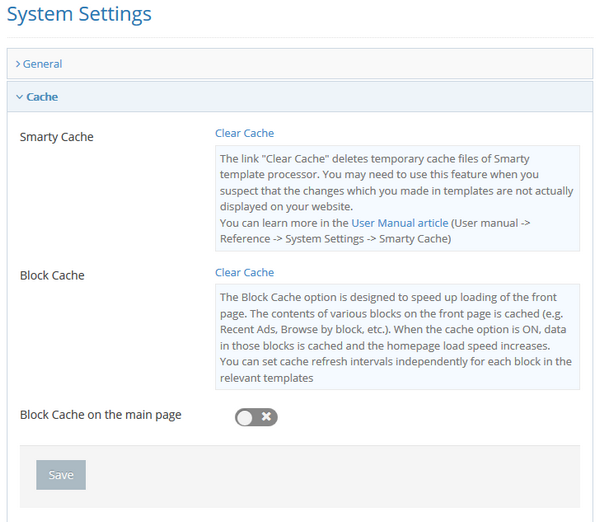 System Settings
General
Cache
Smarty Cache
Clear Cache
The link "Clear Cache" deletes temporary cache files of Smarty
template processor. You may need to use this feature when you
suspect that the changes which you made in templates are not actually
displayed on your website.
You can learn more in the User Manual article (User manual ->
Reference -> System Settings -> Smarty Cache)
Block Cache
Clear Cache
The Block Cache option is designed to speed up loading of the front
page. The contents of various blocks on the front page is cached (e.g.
Recent Ads, Browse by block, etc.). When the cache option is ON, data
in those blocks is cached and the homepage load speed increases.
You can set cache refresh intervals independently for each block in the
relevant templates
Block Cache on the main page
Save